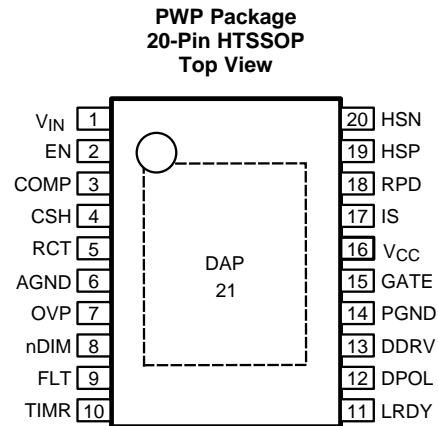 PWP Package
20-Pin HTSSOP
Top View
VIN 1
EN 2
COMP 3
CSH 4
RCT 5
AGND 6
OVP 7
nDIM 8
FLT 9
TIMR 10
DAP
21
20 HSN
19 HSP
18 RPD
17 IS
16 VCC
15 GATE
14 PGND
13 DDRV
12 DPOL
11 LRDY